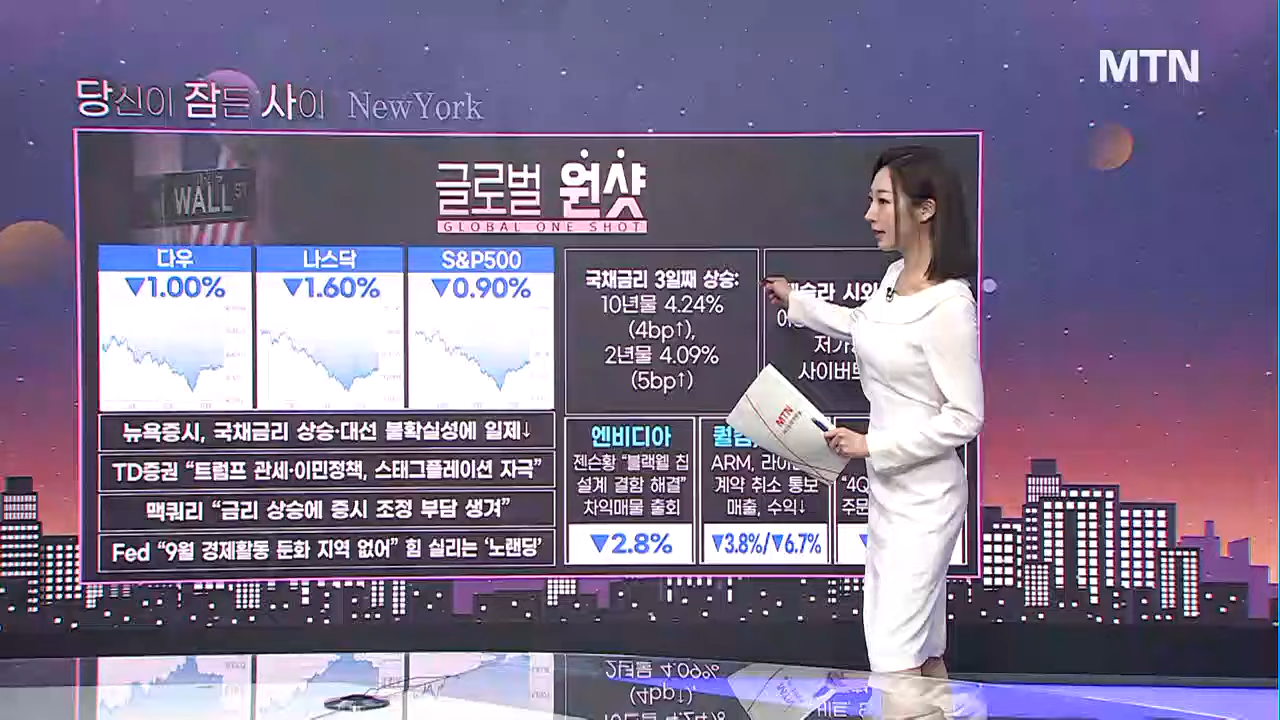 MTN
당신이 잠든 사이 NewYork
WALL ST
글로벌 원샷
GLOBAL ONE SHOT
다우
▼1.00%
나스닥
▼1.60%
S&P500
▼0.90%
국채금리 3일째 상승:
10년물 4.24%
(4bp↑),
2년물 4.09%
(5bp↑)
시외
저가
사이버트
뉴욕증시, 국채금리 상승·대선 불확실성에 일제↓
TD증권 “트럼프 관세·이민정책, 스태그플레이션 자극”
맥쿼리 “금리 상승에 증시 조정 부담 생겨”
Fed “9월 경제활동 둔화 지역 없어” 힘 실리는 ‘노랜딩’
엔비디아
젠슨황 “블랙웰 칩
설계 결함 해결”
차익매물 출회
▼2.8%
퀄컴
ARM, 라이
계약 취소 통보
매출, 수익↓
▼3.8%/▼6.7%
“4Q
주문
▼
MTN